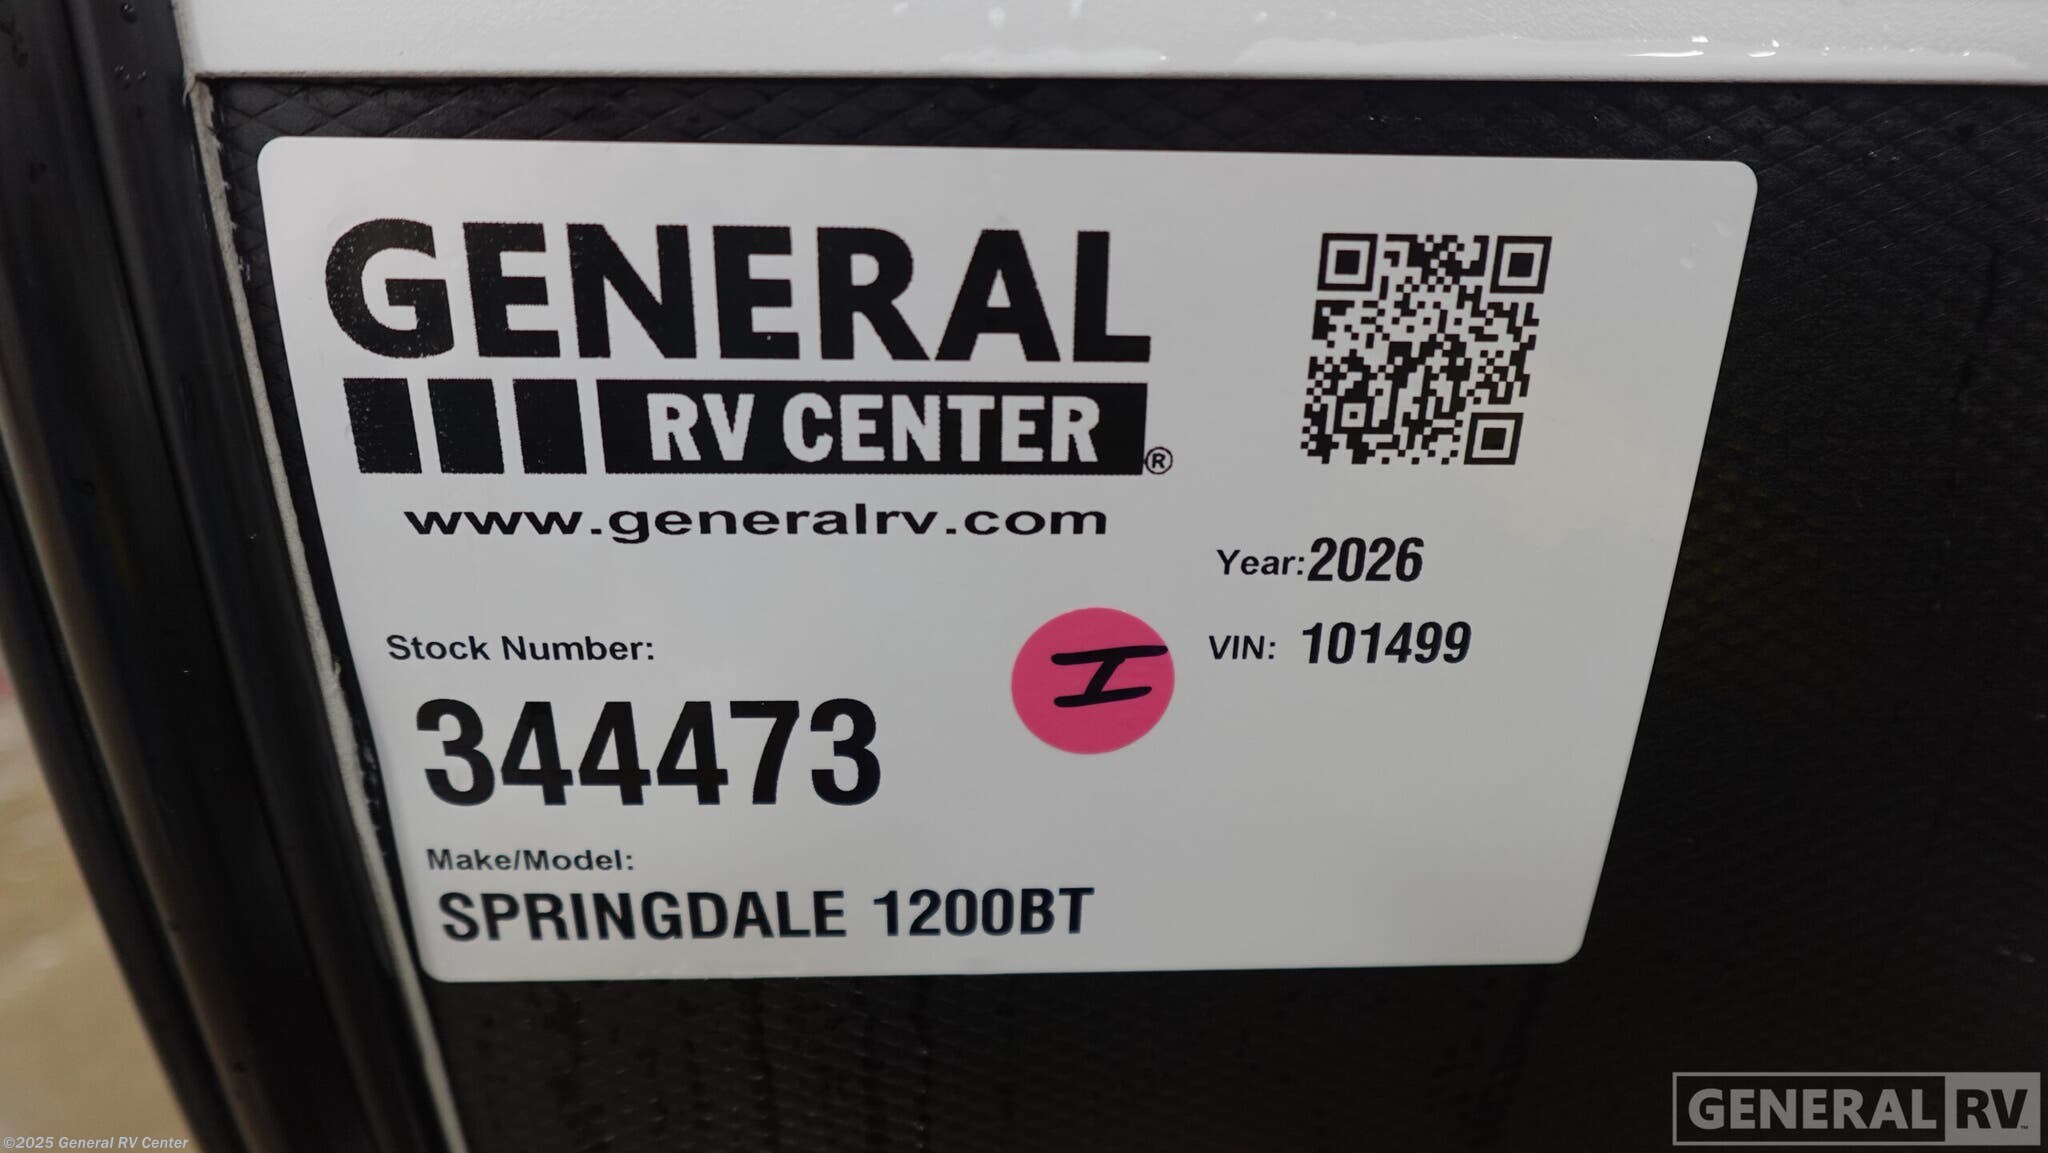 GENERAL
RV CENTER®
www.generalrv.com
Year:2026
Stock Number:
VIN: 101499
I
344473
Make/Model:
SPRINGDALE 1200BT
GENERAL RV™
©2025 General RV Center